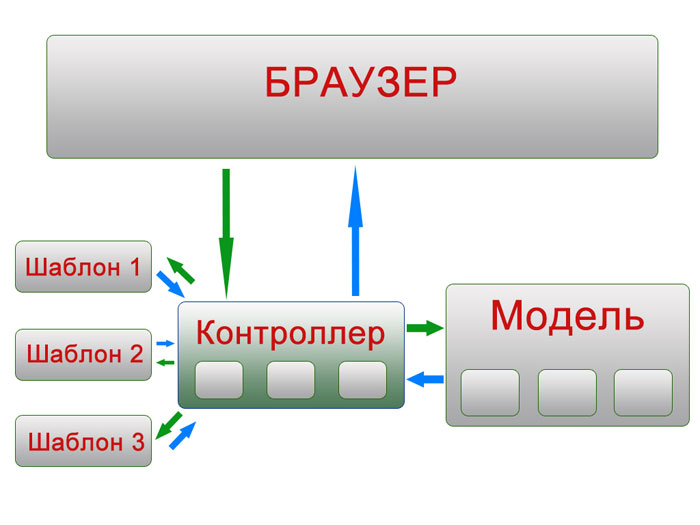 БРАУЗЕР
Шаблон 1
Шаблон 2
Шаблон 3
Контроллер
Модель